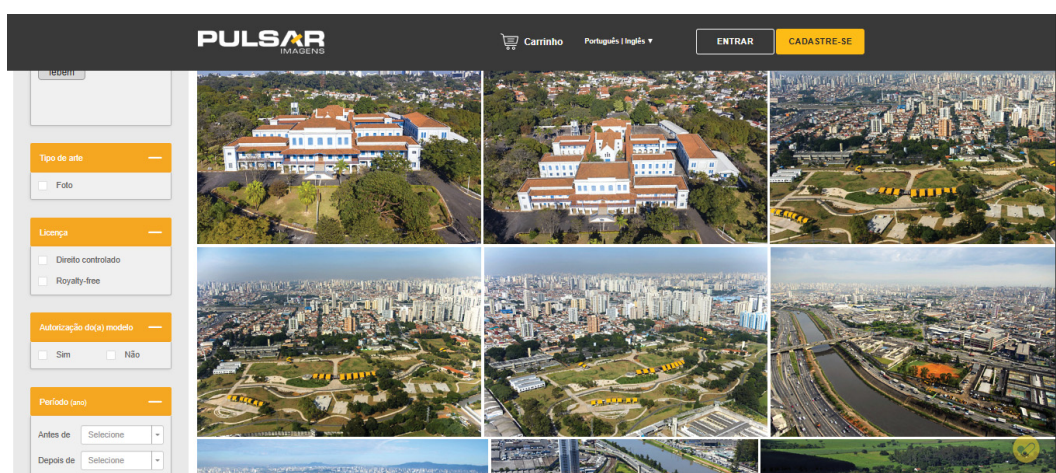 PULSAR
IMAGENS
Carrinho
Português | Inglês ▼
ENTRAR
CADASTRE-SE
febem
Tipo de arte
Foto
Licença
Direito controlado
Royalty-free
Autorização do(a) modelo
Sim
Não
Período (ano)
Antes de
Selecione
Depois de
Selecione